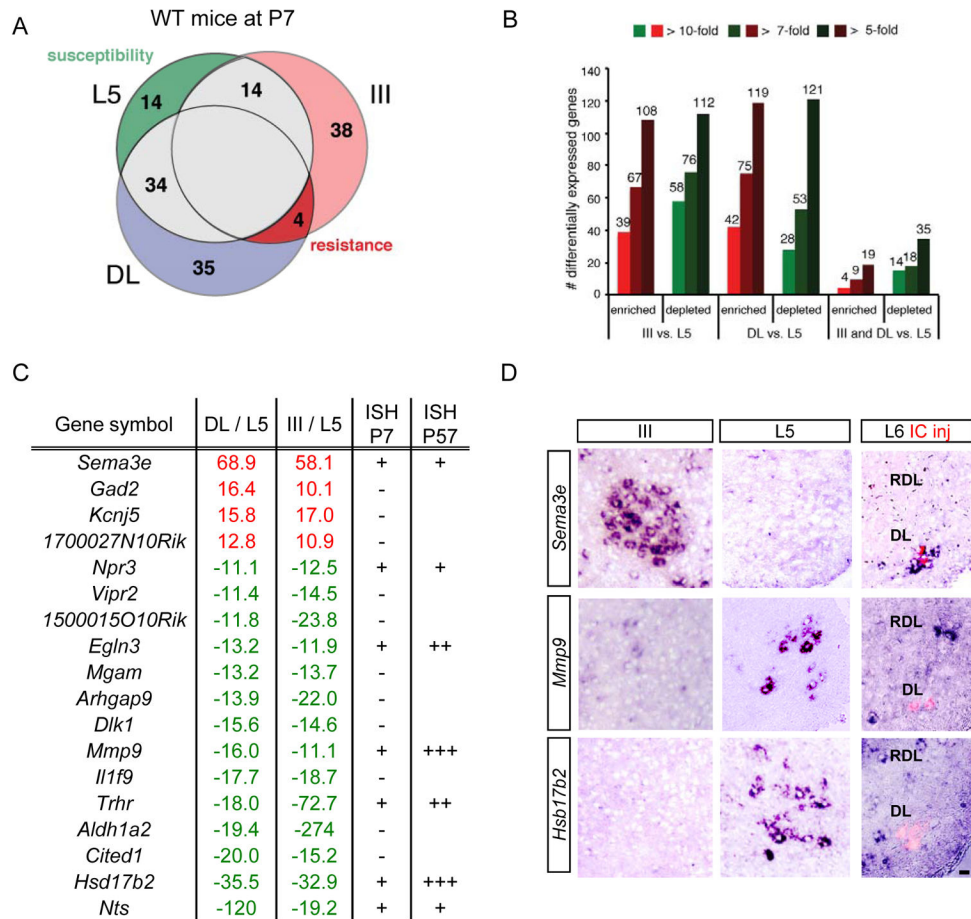 A
WT mice at P7
susceptibility
L5
14
14
III
38
34
4
resistance
DL
35
B
> 10-fold > 7-fold > 5-fold
# differentially expressed genes
140
120
100
80
60
40
20
0
39 67 108 58 76 112 42 75 119 28 53 121 4 9 19 14 18 35
enriched depleted enriched depleted enriched depleted
III vs. L5 DL vs. L5 III and DL vs. L5
C
Gene symbol DL / L5 III / L5 ISH P7 ISH P57
Sema3e 68.9 58.1 + +
Gad2 16.4 10.1 -
Kcnj5 15.8 17.0 -
1700027N10Rik 12.8 10.9 -
Npr3 -11.1 -12.5 + +
Vipr2 -11.4 -14.5 -
1500015O10Rik -11.8 -23.8 -
Egln3 -13.2 -11.9 + ++
Mgam -13.2 -13.7 -
Arhgap9 -13.9 -22.0 -
Dlk1 -15.6 -14.6 -
Mmp9 -16.0 -11.1 + +++
Il1f9 -17.7 -18.7 -
Trhr -18.0 -72.7 + ++
Aldh1a2 -19.4 -274 -
Cited1 -20.0 -15.2 -
Hsd17b2 -35.5 -32.9 + +++
Nts -120 -19.2 + +
D
III L5 L6 IC inj
Sema3e
RDL
DL
Mmp9
RDL
DL
Hsb17b2
RDL
DL